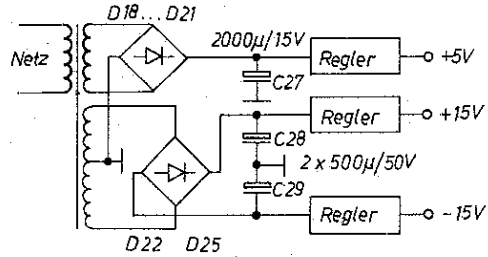 D18...D21
Netz
2000µ/15V
Regler
+5V
C27
Regler
+15V
C28
2 x 500µ/50V
C29
Regler
-15V
D22 D25